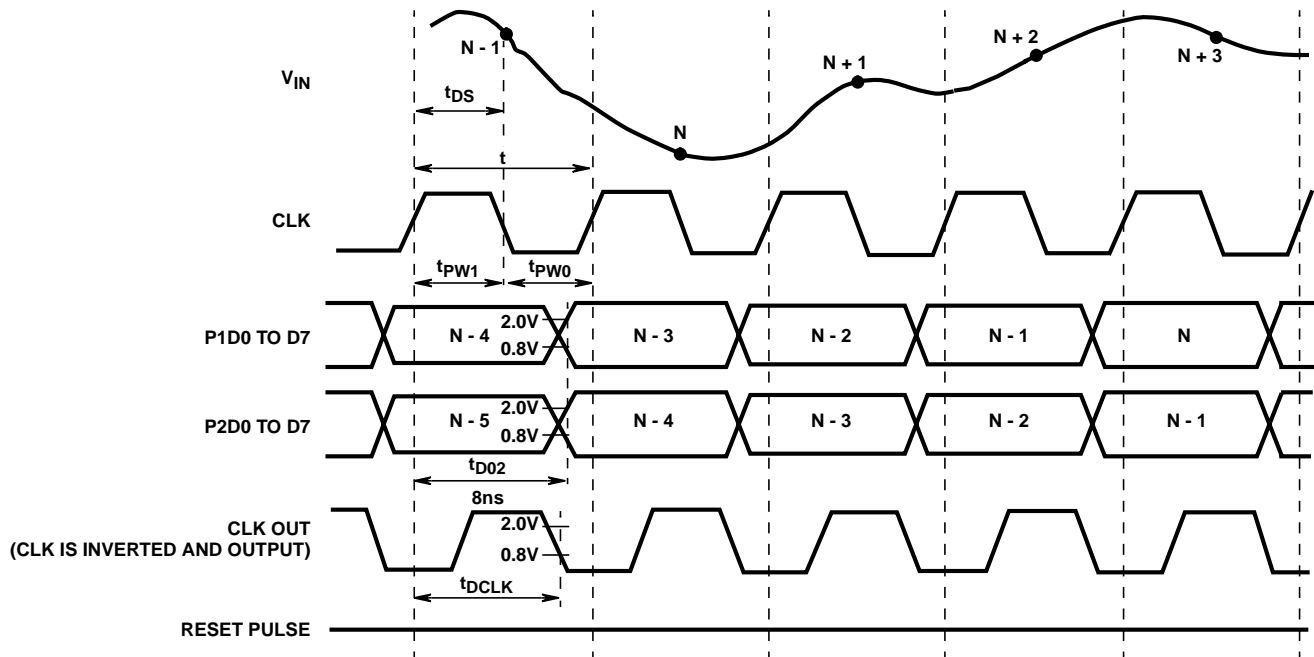 N - 1
V_IN
N
N + 1
N + 2
N + 3
t_DS
t
CLK
t_PW1
t_PW0
P1D0 TO D7
N - 4
2.0V
0.8V
N - 3
N - 2
N - 1
N
P2D0 TO D7
N - 5
2.0V
0.8V
N - 4
N - 3
N - 2
N - 1
t_D02
8ns
CLK OUT
(CLK IS INVERTED AND OUTPUT)
2.0V
0.8V
t_DCLK
RESET PULSE